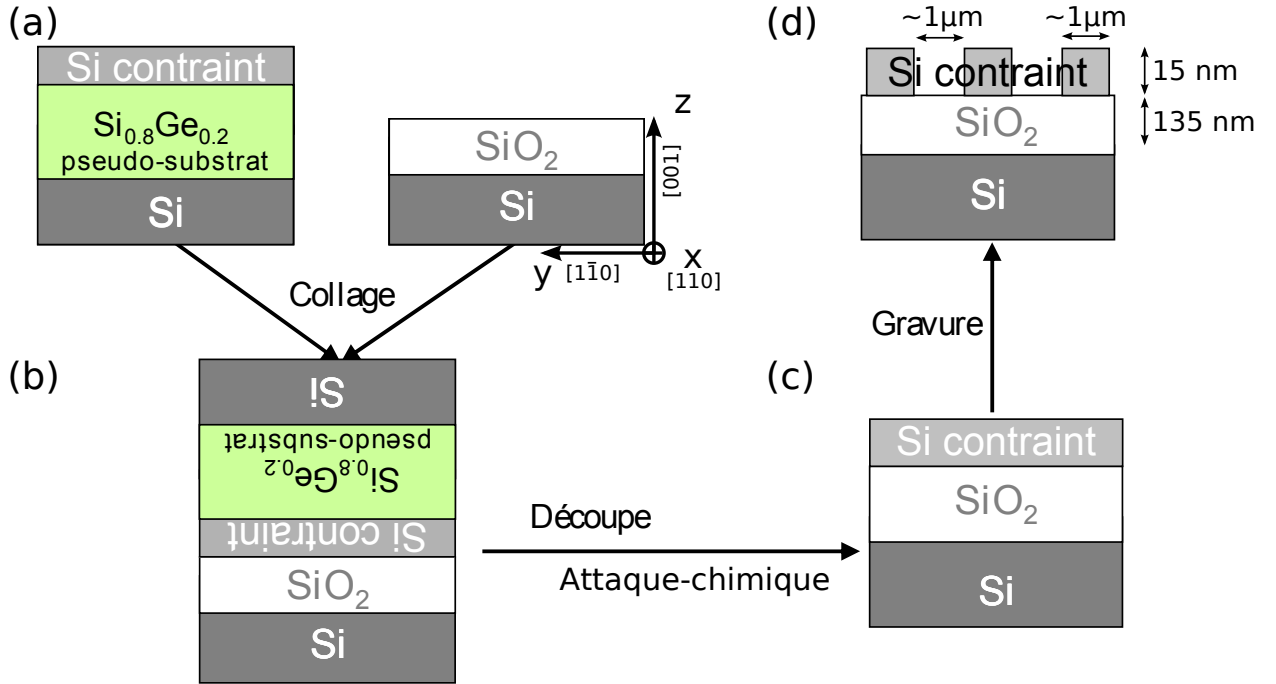 (a)
Si contraint
Si0.8Ge0.2
pseudo-substrat
Si
SiO2
Si
z
[001]
y [11̄0]
x
[110]
Collage
(b)
Si
pseudo-substrat
Si0.8Ge0.2
Si contraint
SiO2
Si
Découpe
Attaque-chimique
(c)
Si contraint
SiO2
Si
Gravure
(d)
~1µm ~1µm
Si contraint
15 nm
SiO2
135 nm
Si